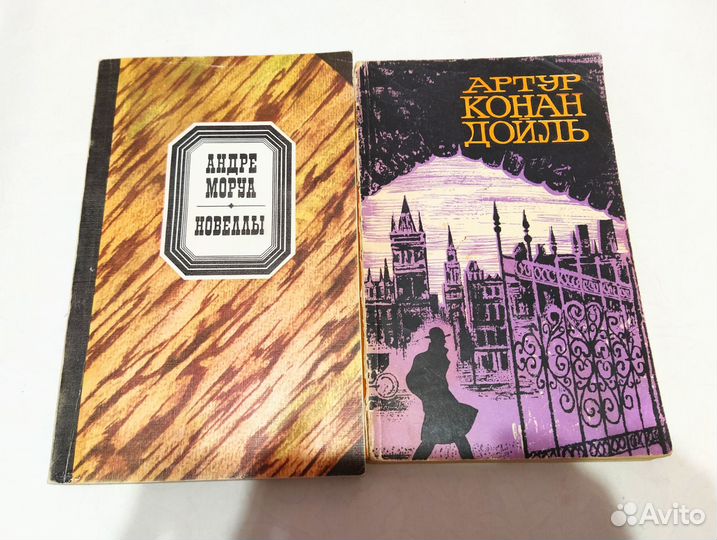 АНДРЕ
МОРУА
НОВЕЛЛЫ
АРТУР
КОНАН
ДОЙЛЬ
Avito